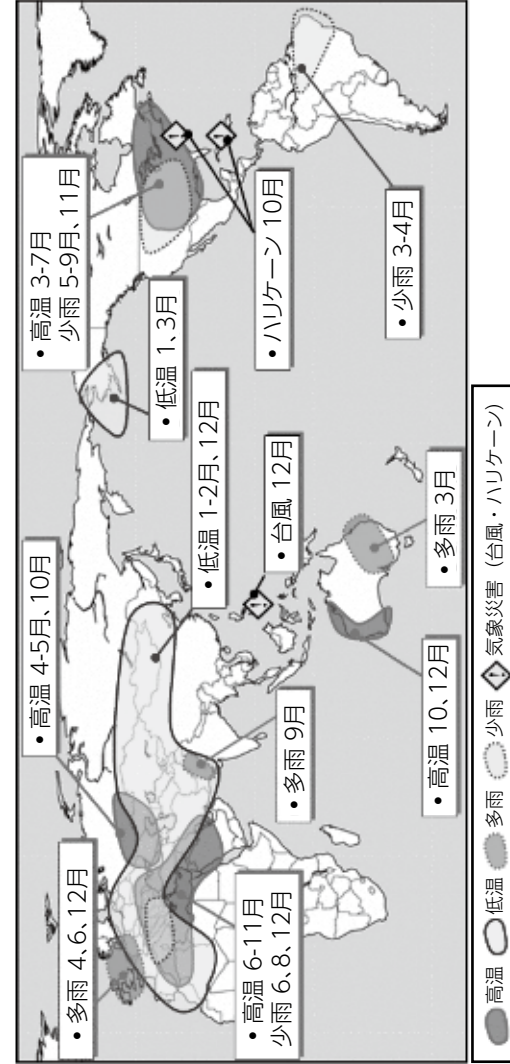 • 多雨 4、6、12月
• 高温 4-5月、10月
• 高温 3-7月
少雨 5-9月、11月
• 低温 1、3月
• 低温 1-2月、12月
• 台風 12月
• ハリケーン 10月
• 高温 6-11月
少雨 6、8、12月
• 多雨 9月
• 高温 10、12月
• 多雨 3月
• 少雨 3-4月
高温 低温 多雨 少雨 気象災害(台風・ハリケーン)